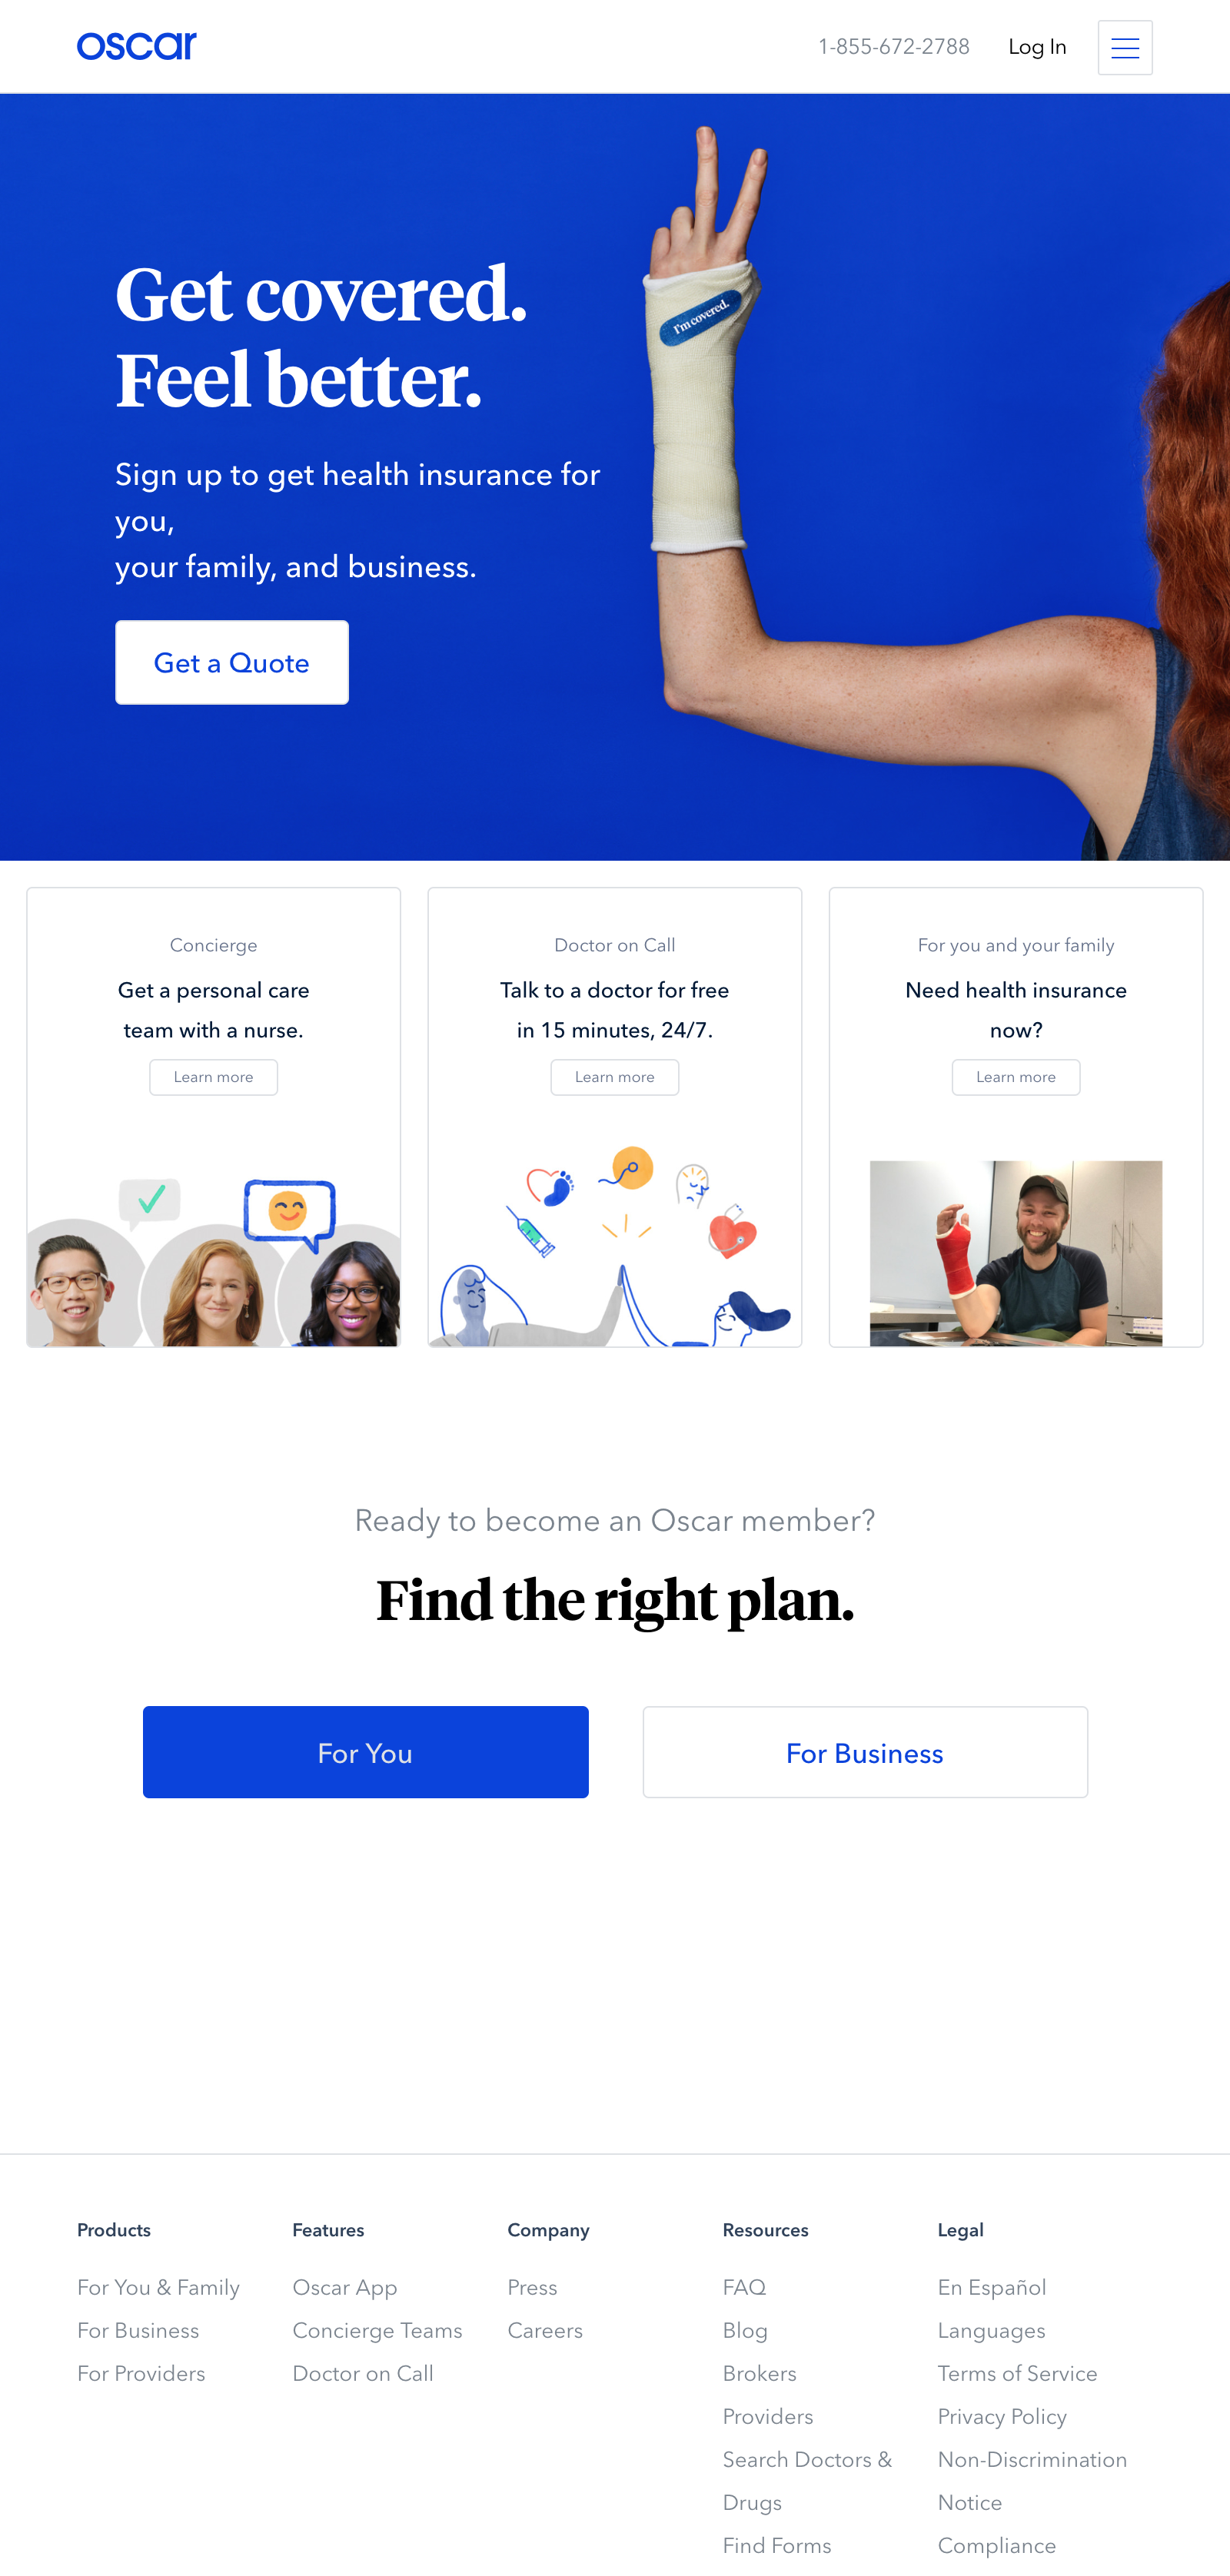 oscar
1-855-672-2788
Log In
Get covered.
Feel better.
I'm covered.
Sign up to get health insurance for
you,
your family, and business.
Get a Quote
Concierge
Get a personal care
team with a nurse.
Learn more
Doctor on Call
Talk to a doctor for free
in 15 minutes, 24/7.
Learn more
For you and your family
Need health insurance
now?
Learn more
Ready to become an Oscar member?
Find the right plan.
For You
For Business
Products
For You & Family
For Business
For Providers
Features
Oscar App
Concierge Teams
Doctor on Call
Company
Press
Careers
Resources
FAQ
Blog
Brokers
Providers
Search Doctors &
Drugs
Find Forms
Legal
En Español
Languages
Terms of Service
Privacy Policy
Non-Discrimination
Notice
Compliance